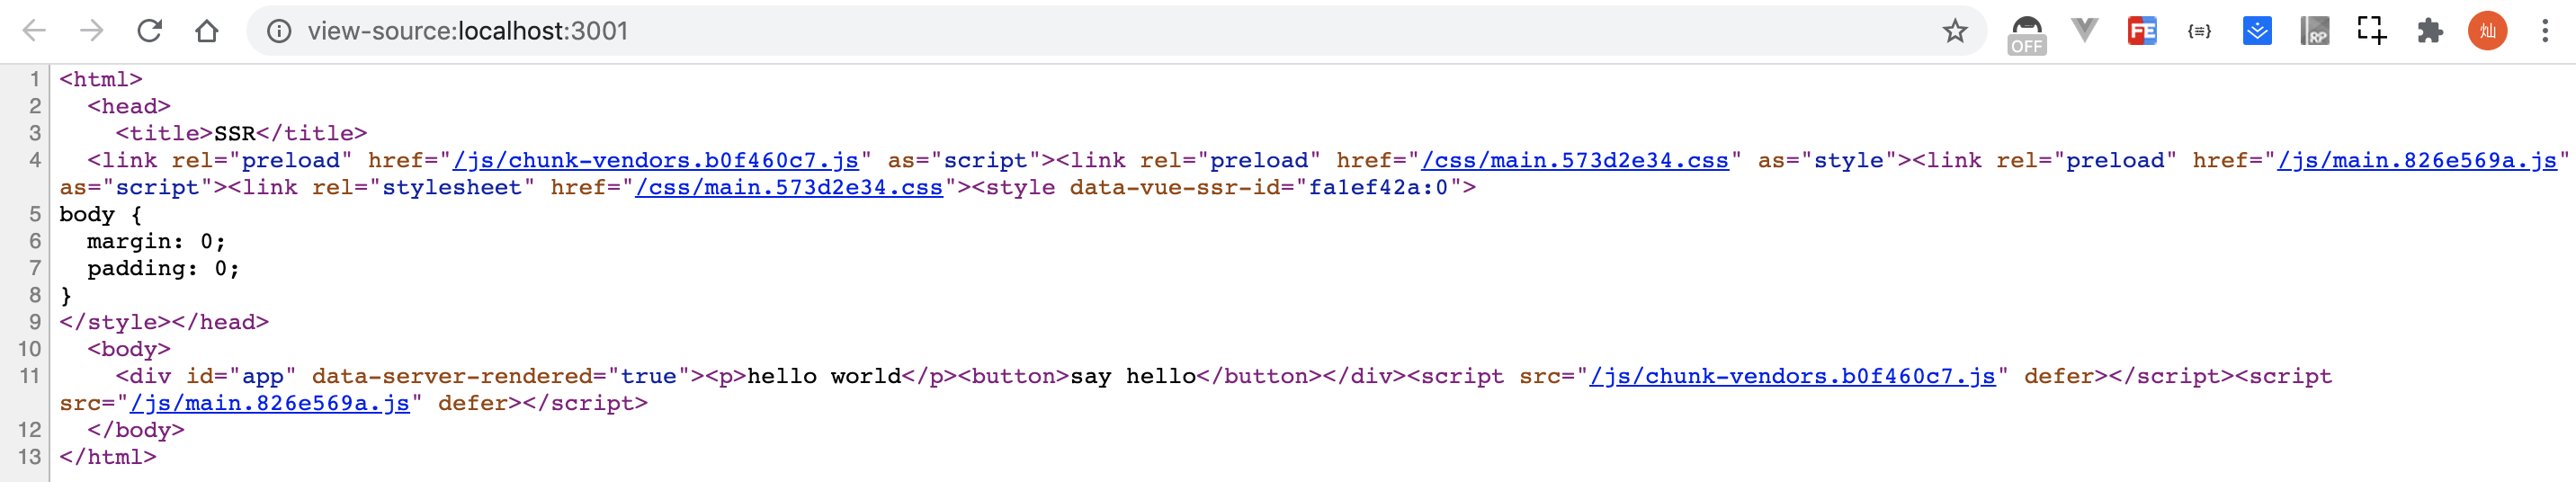 view-source:localhost:3001
OFF
FE
RP
灿
1 <html>
2   <head>
3     <title>SSR</title>
4   <link rel="preload" href="/js/chunk-vendors.b0f460c7.js" as="script"><link rel="preload" href="/css/main.573d2e34.css" as="style"><link rel="preload" href="/js/main.826e569a.js"
as="script"><link rel="stylesheet" href="/css/main.573d2e34.css"><style data-vue-ssr-id="fa1ef42a:0">
5 body {
6   margin: 0;
7   padding: 0;
8 }
9 </style></head>
10   <body>
11     <div id="app" data-server-rendered="true"><p>hello world</p><button>say hello</button></div><script src="/js/chunk-vendors.b0f460c7.js" defer></script><script
src="/js/main.826e569a.js" defer></script>
12   </body>
13 </html>